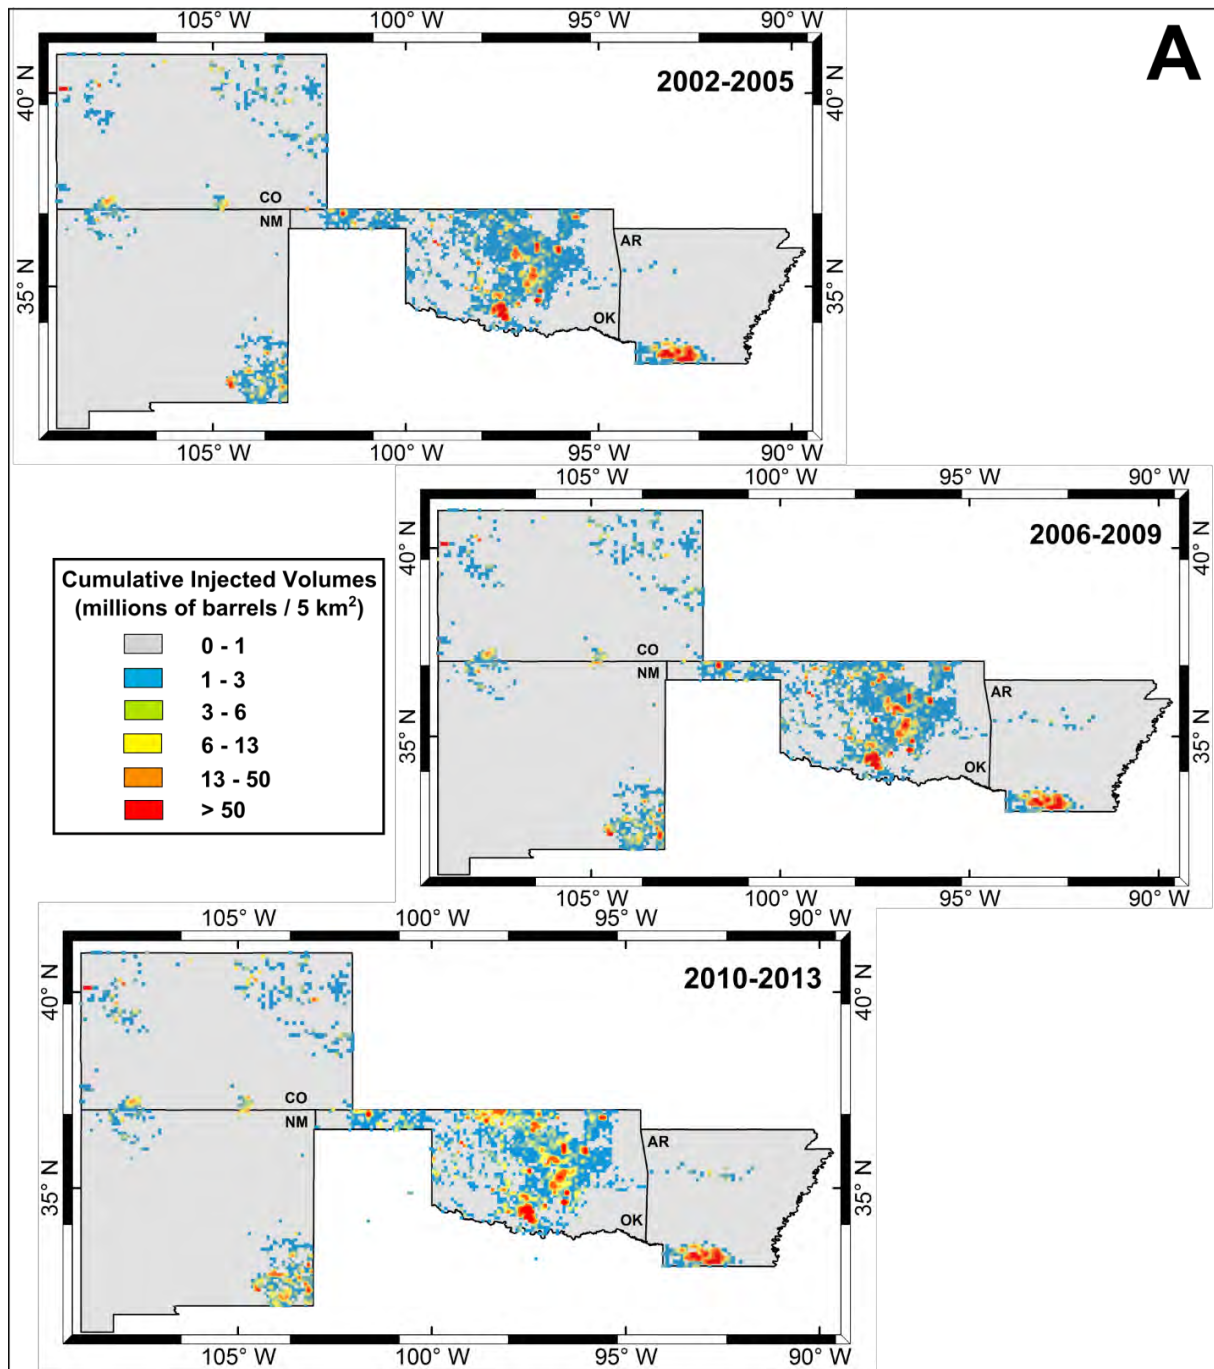 A
105° W 100° W 95° W 90° W
2002-2005
40° N
35° N
CO
NM
AR
OK
105° W 100° W 95° W 90° W
105° W 100° W 95° W 90° W
2006-2009
40° N
35° N
CO
NM
AR
OK
105° W 100° W 95° W 90° W
Cumulative Injected Volumes
(millions of barrels / 5 km²)
0 - 1
1 - 3
3 - 6
6 - 13
13 - 50
> 50
105° W 100° W 95° W 90° W
2010-2013
40° N
35° N
CO
NM
AR
OK
105° W 100° W 95° W 90° W
40° N
35° N
40° N
35° N
40° N
35° N